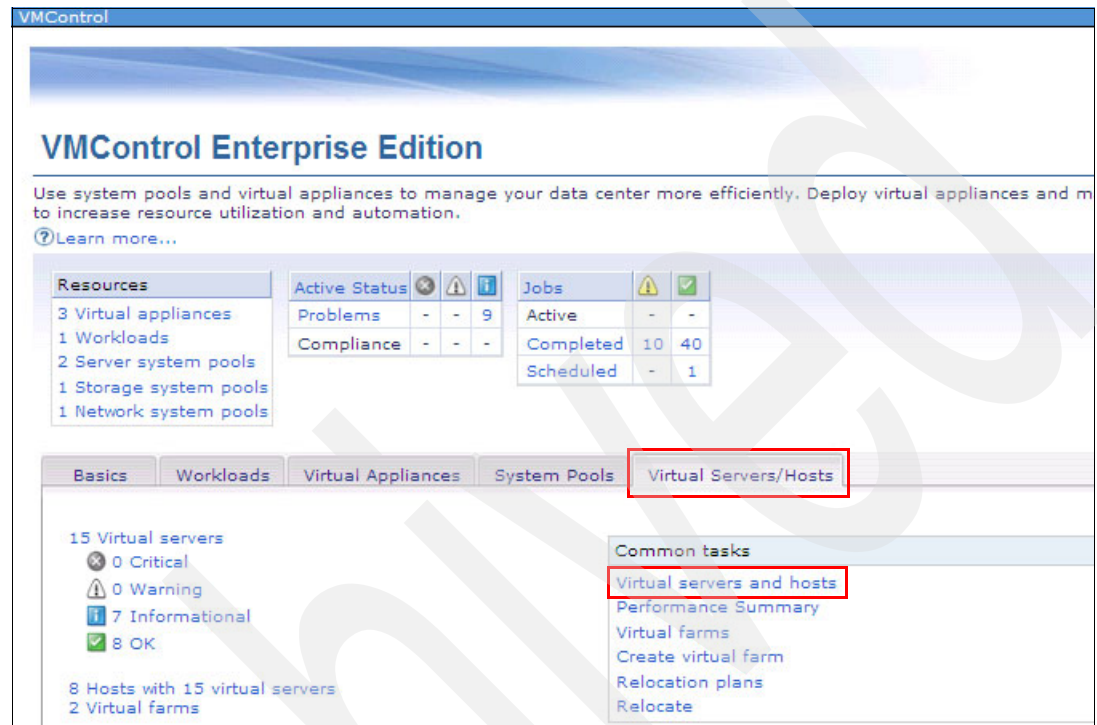 VMControl
VMControl Enterprise Edition
Use system pools and virtual appliances to manage your data center more efficiently. Deploy virtual appliances and m
to increase resource utilization and automation.
?Learn more...
Resources
3 Virtual appliances
1 Workloads
2 Server system pools
1 Storage system pools
1 Network system pools
Active Status
Problems - - 9
Compliance - - -
Jobs
Active - -
Completed 10 40
Scheduled - 1
Basics Workloads Virtual Appliances System Pools Virtual Servers/Hosts
15 Virtual servers
0 Critical
0 Warning
7 Informational
8 OK
8 Hosts with 15 virtual servers
2 Virtual farms
Common tasks
Virtual servers and hosts
Performance Summary
Virtual farms
Create virtual farm
Relocation plans
Relocate